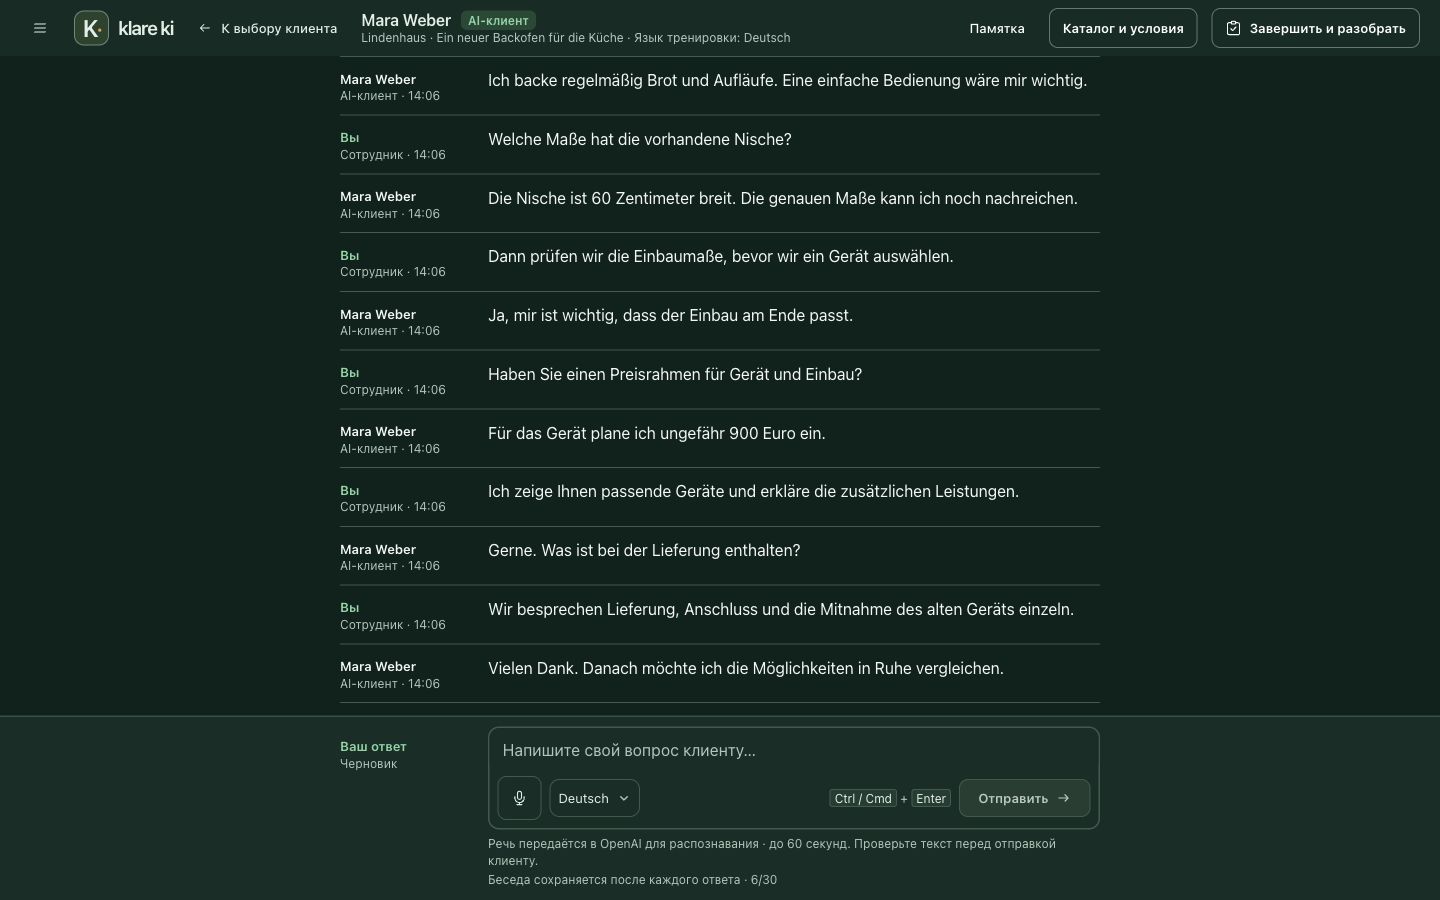 K. klare ki
← К выбору клиента
Mara Weber AI-клиент
Lindenhaus · Ein neuer Backofen für die Küche · Язык тренировки: Deutsch
Памятка
Каталог и условия
Завершить и разобрать
Mara Weber
AI-клиент · 14:06
Ich backe regelmäßig Brot und Aufläufe. Eine einfache Bedienung wäre mir wichtig.
Вы
Сотрудник · 14:06
Welche Maße hat die vorhandene Nische?
Mara Weber
AI-клиент · 14:06
Die Nische ist 60 Zentimeter breit. Die genauen Maße kann ich noch nachreichen.
Вы
Сотрудник · 14:06
Dann prüfen wir die Einbaumaße, bevor wir ein Gerät auswählen.
Mara Weber
AI-клиент · 14:06
Ja, mir ist wichtig, dass der Einbau am Ende passt.
Вы
Сотрудник · 14:06
Haben Sie einen Preisrahmen für Gerät und Einbau?
Mara Weber
AI-клиент · 14:06
Für das Gerät plane ich ungefähr 900 Euro ein.
Вы
Сотрудник · 14:06
Ich zeige Ihnen passende Geräte und erkläre die zusätzlichen Leistungen.
Mara Weber
AI-клиент · 14:06
Gerne. Was ist bei der Lieferung enthalten?
Вы
Сотрудник · 14:06
Wir besprechen Lieferung, Anschluss und die Mitnahme des alten Geräts einzeln.
Mara Weber
AI-клиент · 14:06
Vielen Dank. Danach möchte ich die Möglichkeiten in Ruhe vergleichen.
Ваш ответ
Черновик
Напишите свой вопрос клиенту...
Deutsch
Ctrl / Cmd + Enter
Отправить →
Речь передаётся в OpenAI для распознавания · до 60 секунд. Проверьте текст перед отправкой
клиенту.
Беседа сохраняется после каждого ответа · 6/30